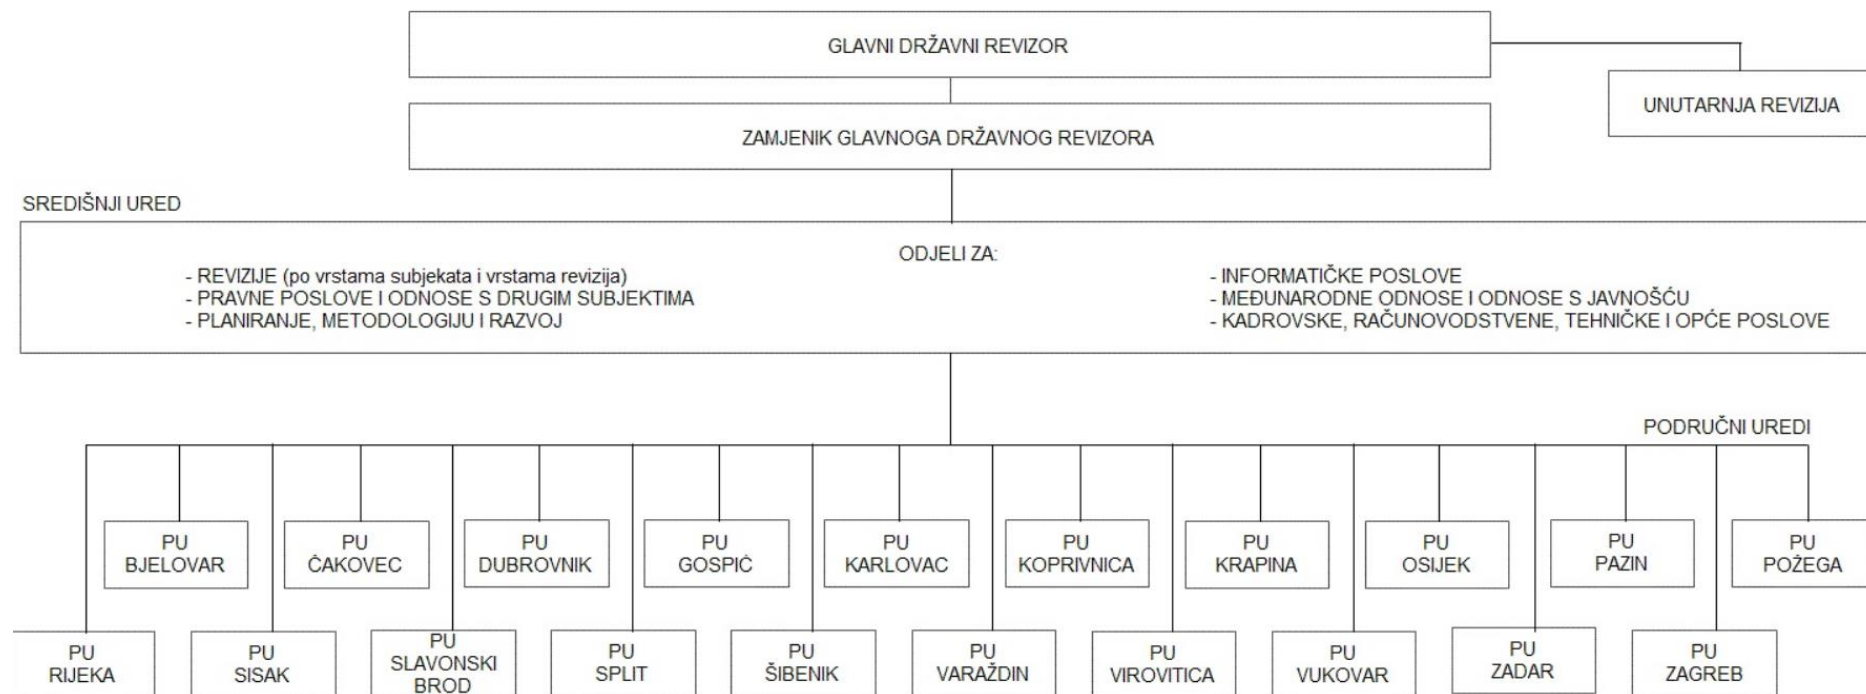 GLAVNI DRŽAVNI REVIZOR
UNUTARNJA REVIZIJA
ZAMJENIK GLAVNOGA DRŽAVNOG REVIZORA
SREDIŠNJI URED
ODJELI ZA:
- REVIZIJE (po vrstama subjekata i vrstama revizija)
- PRAVNE POSLOVE I ODNOSE S DRUGIM SUBJEKTIMA
- PLANIRANJE, METODOLOGIJU I RAZVOJ
- INFORMATIČKE POSLOVE
- MEĐUNARODNE ODNOSE I ODNOSE S JAVNOŠĆU
- KADROVSKE, RAČUNOVODSTVENE, TEHNIČKE I OPĆE POSLOVE
PODRUČNI UREDI
PU
BJELOVAR
PU
ČAKOVEC
PU
DUBROVNIK
PU
GOSPIĆ
PU
KARLOVAC
PU
KOPRIVNICA
PU
KRAPINA
PU
OSIJEK
PU
PAZIN
PU
POŽEGA
PU
RIJEKA
PU
SISAK
PU
SLAVONSKI
BROD
PU
SPLIT
PU
ŠIBENIK
PU
VARAŽDIN
PU
VIROVITICA
PU
VUKOVAR
PU
ZADAR
PU
ZAGREB